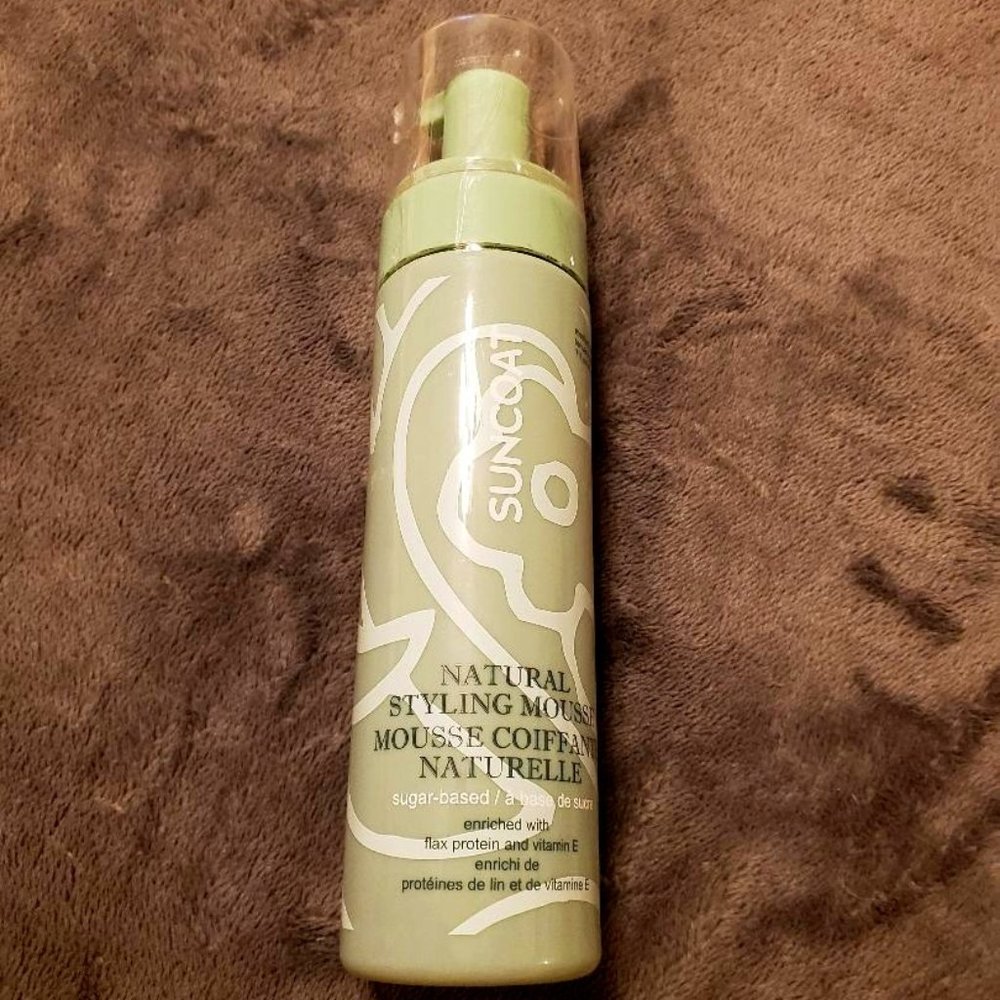 SUNCOAT
NATURAL
STYLING MOUSSE
MOUSSE COIFFANTE
NATURELLE
sugar-based / à base de sucre
enriched with
flax protein and vitamin E
enrichi de
protéines de lin et de vitamine E